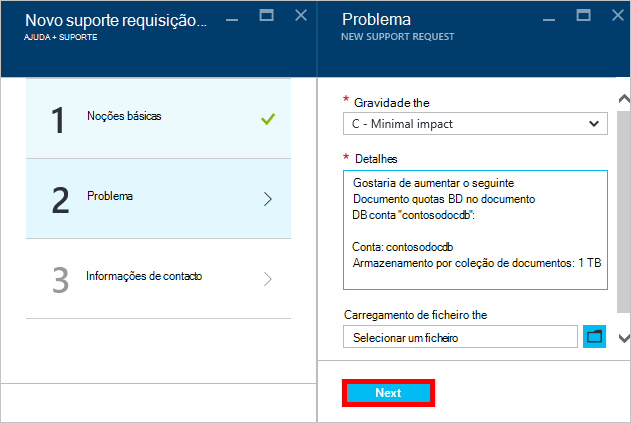 Novo suporte requisição...
AJUDA + SUPORTE
1
Noções básicas
2
Problema
3
Informações de contacto
Problema
NEW SUPPORT REQUEST
* Gravidade the
C - Minimal impact
* Detalhes
Gostaria de aumentar o seguinte
Documento quotas BD no documento
DB conta "contosodocdb":
Conta: contosodocdb
Armazenamento por coleção de documentos: 1 TB
Carregamento de ficheiro the
Selecionar um ficheiro
Next